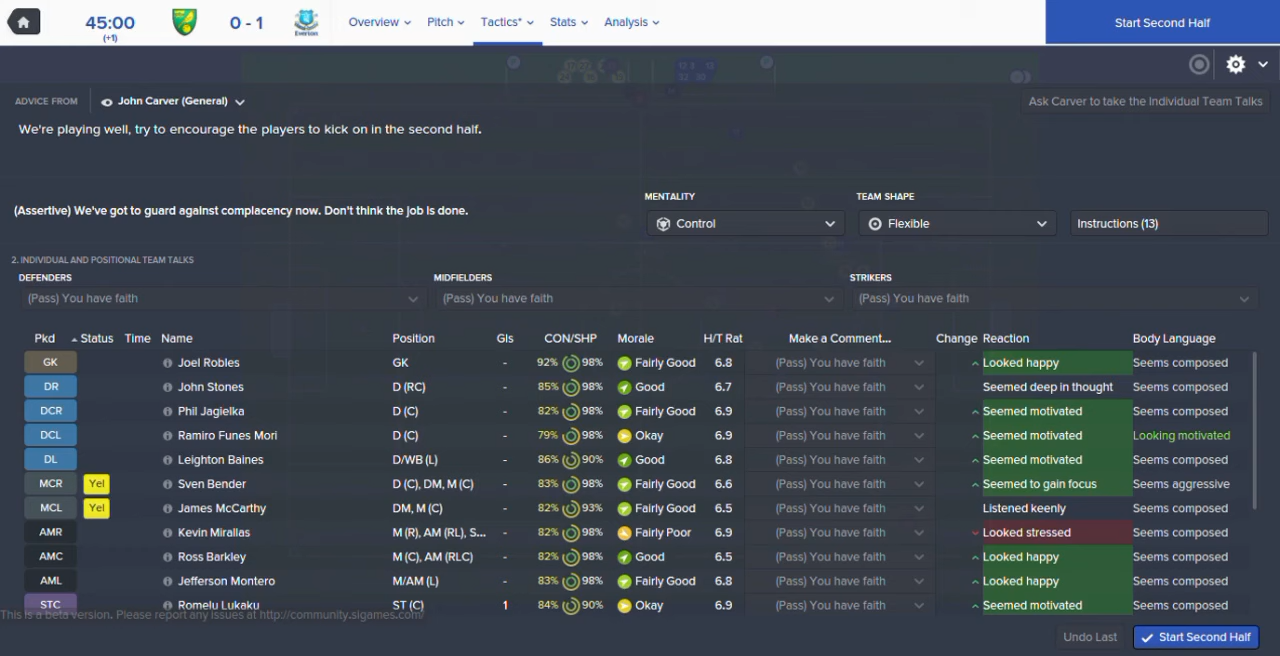 45:00 0 - 1 Overview Pitch Tactics* Stats Analysis Start Second Half
(+1) Everton
ADVICE FROM John Carver (General) Ask Carver to take the Individual Team Talks
We're playing well, try to encourage the players to kick on in the second half.
MENTALITY TEAM SHAPE
(Assertive) We've got to guard against complacency now. Don't think the job is done. Control Flexible Instructions (13)
2. INDIVIDUAL AND POSITIONAL TEAM TALKS
DEFENDERS MIDFIELDERS STRIKERS
(Pass) You have faith (Pass) You have faith (Pass) You have faith
Pkd Status Time Name Position Gls CON/SHP Morale H/T Rat Make a Comment... Change Reaction Body Language
GK Joel Robles GK - 92% 98% Fairly Good 6.8 (Pass) You have faith Looked happy Seems composed
DR John Stones D (RC) - 85% 98% Good 6.7 (Pass) You have faith Seemed deep in thought Seems composed
DCR Phil Jagielka D (C) - 82% 98% Fairly Good 6.9 (Pass) You have faith Seemed motivated Seems composed
DCL Ramiro Funes Mori D (C) - 79% 98% Okay 6.9 (Pass) You have faith Seemed motivated Looking motivated
DL Leighton Baines D/WB (L) - 86% 90% Good 6.8 (Pass) You have faith Seemed motivated Seems composed
MCR Yel Sven Bender D (C), DM, M (C) - 83% 98% Fairly Good 6.6 (Pass) You have faith Seemed to gain focus Seems aggressive
MCL Yel James McCarthy DM, M (C) - 82% 93% Fairly Good 6.5 (Pass) You have faith Listened keenly Seems composed
AMR Kevin Mirallas M (R), AM (RL), S... - 82% 98% Fairly Poor 6.9 (Pass) You have faith Looked stressed Seems composed
AMC Ross Barkley M (C), AM (RLC) - 82% 98% Good 6.5 (Pass) You have faith Looked happy Seems composed
AML Jefferson Montero M/AM (L) - 83% 98% Fairly Good 6.8 (Pass) You have faith Looked happy Seems composed
STC Romelu Lukaku ST (C) 1 84% 90% Okay 6.9 (Pass) You have faith Seemed motivated Seems composed
This is a beta version. Please report any issues at http://community.sigames.com/
Undo Last Start Second Half